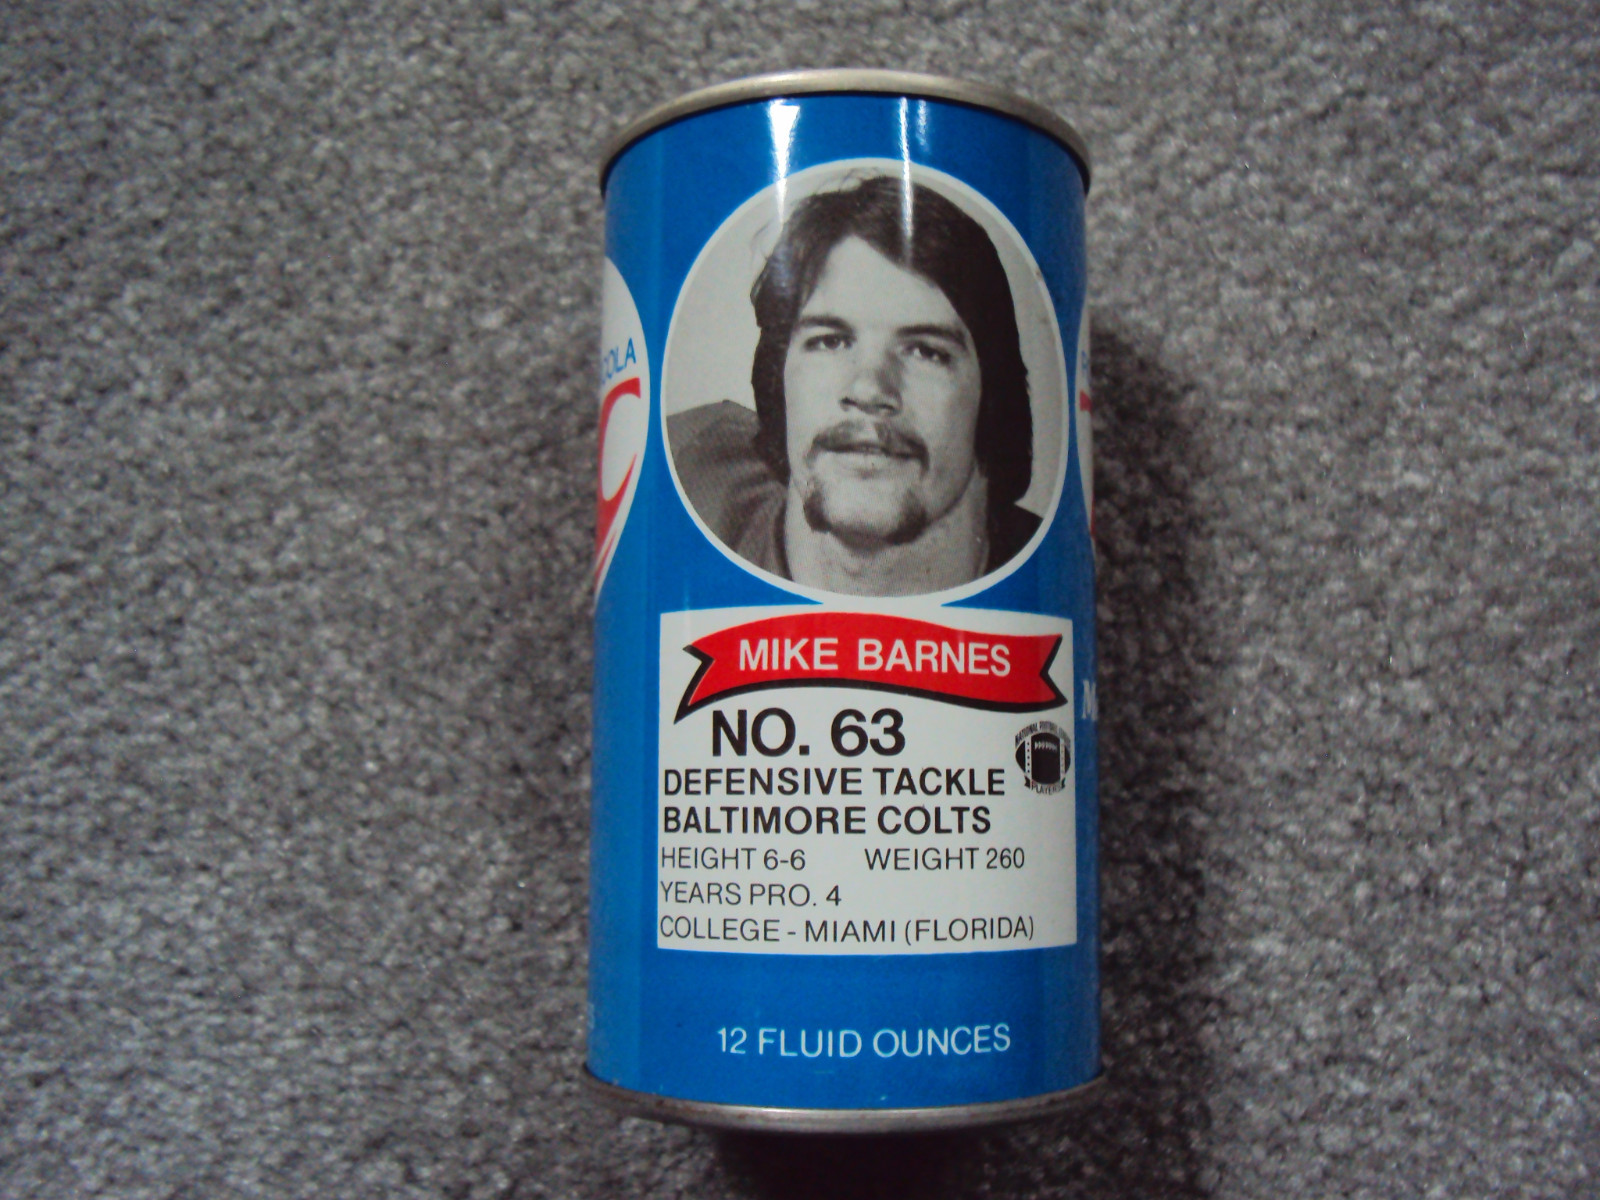 COLA
C
MIKE BARNES
NO. 63
DEFENSIVE TACKLE
BALTIMORE COLTS
HEIGHT 6-6 WEIGHT 260
YEARS PRO. 4
COLLEGE - MIAMI (FLORIDA)
PLAYERS
12 FLUID OUNCES